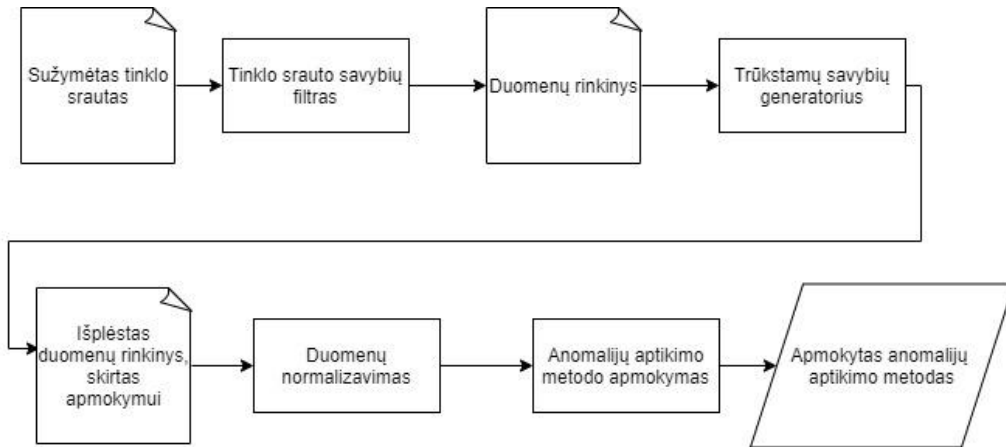 Sužymėtas tinklo
srautas
Tinklo srauto savybių
filtras
Duomenų rinkinys
Trūkstamų savybių
generatorius
Išplėstas
duomenų rinkinys,
skirtas
apmokymui
Duomenų
normalizavimas
Anomalijų aptikimo
metodo apmokymas
Apmokytas anomalijų
aptikimo metodas